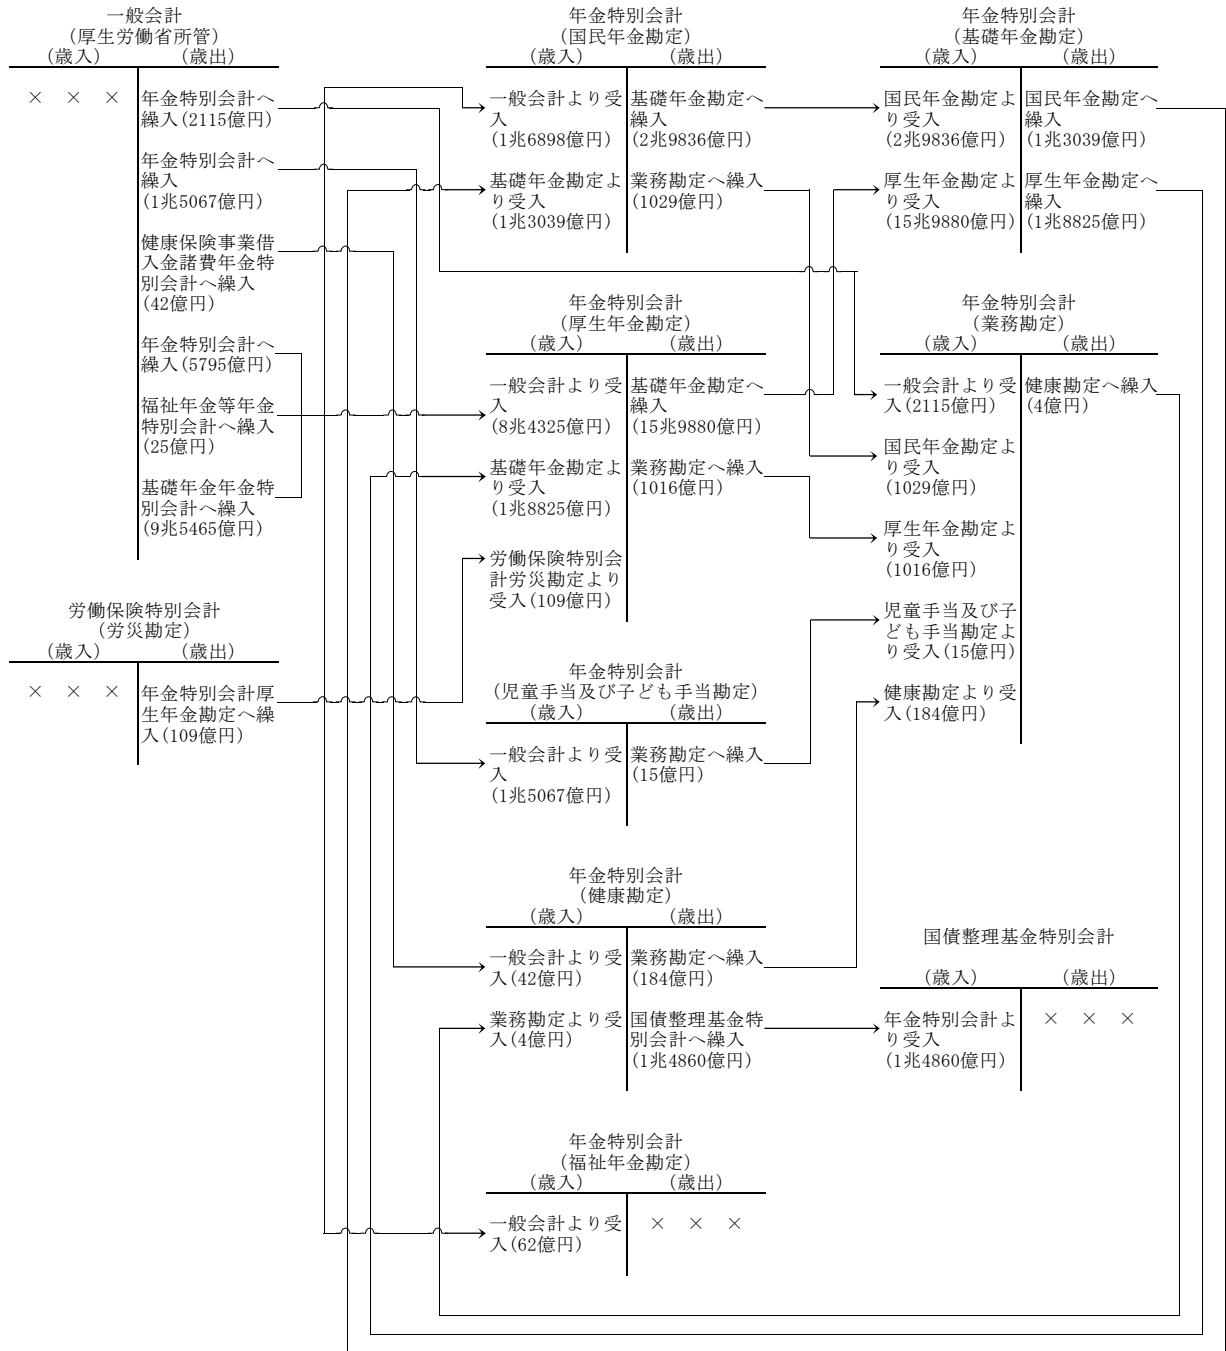 一般会計
(厚生労働省所管)
(歳入) (歳出)
× × ×
年金特別会計へ
繰入(2115億円)
年金特別会計へ
繰入
(1兆5067億円)
健康保険事業借
入金諸費年金特
別会計へ繰入
(42億円)
年金特別会計へ
繰入(5795億円)
福祉年金等年金
特別会計へ繰入
(25億円)
基礎年金年金特
別会計へ繰入
(9兆5465億円)
労働保険特別会計
(労災勘定)
(歳入) (歳出)
× × ×
年金特別会計厚
生年金勘定へ繰
入(109億円)
年金特別会計
(国民年金勘定)
(歳入) (歳出)
一般会計より受
入
(1兆6898億円)
基礎年金勘定よ
り受入
(1兆3039億円)
基礎年金勘定へ
繰入
(2兆9836億円)
業務勘定へ繰入
(1029億円)
年金特別会計
(厚生年金勘定)
(歳入) (歳出)
一般会計より受
入
(8兆4325億円)
基礎年金勘定よ
り受入
(1兆8825億円)
労働保険特別会
計労災勘定より
受入(109億円)
基礎年金勘定へ
繰入
(15兆9880億円)
業務勘定へ繰入
(1016億円)
年金特別会計
(児童手当及び子ども手当勘定)
(歳入) (歳出)
一般会計より受
入
(1兆5067億円)
業務勘定へ繰入
(15億円)
年金特別会計
(健康勘定)
(歳入) (歳出)
一般会計より受
入(42億円)
業務勘定より受
入(4億円)
業務勘定へ繰入
(184億円)
国債整理基金特
別会計へ繰入
(1兆4860億円)
年金特別会計
(福祉年金勘定)
(歳入) (歳出)
一般会計より受
入(62億円)
× × ×
年金特別会計
(基礎年金勘定)
(歳入) (歳出)
国民年金勘定よ
り受入
(2兆9836億円)
厚生年金勘定よ
り受入
(15兆9880億円)
国民年金勘定へ
繰入
(1兆3039億円)
厚生年金勘定へ
繰入
(1兆8825億円)
年金特別会計
(業務勘定)
(歳入) (歳出)
一般会計より受
入(2115億円)
国民年金勘定よ
り受入
(1029億円)
厚生年金勘定よ
り受入
(1016億円)
児童手当及び子
ども手当勘定よ
り受入(15億円)
健康勘定より受
入(184億円)
健康勘定へ繰入
(4億円)
国債整理基金特別会計
(歳入) (歳出)
年金特別会計よ
り受入
(1兆4860億円)
× × ×